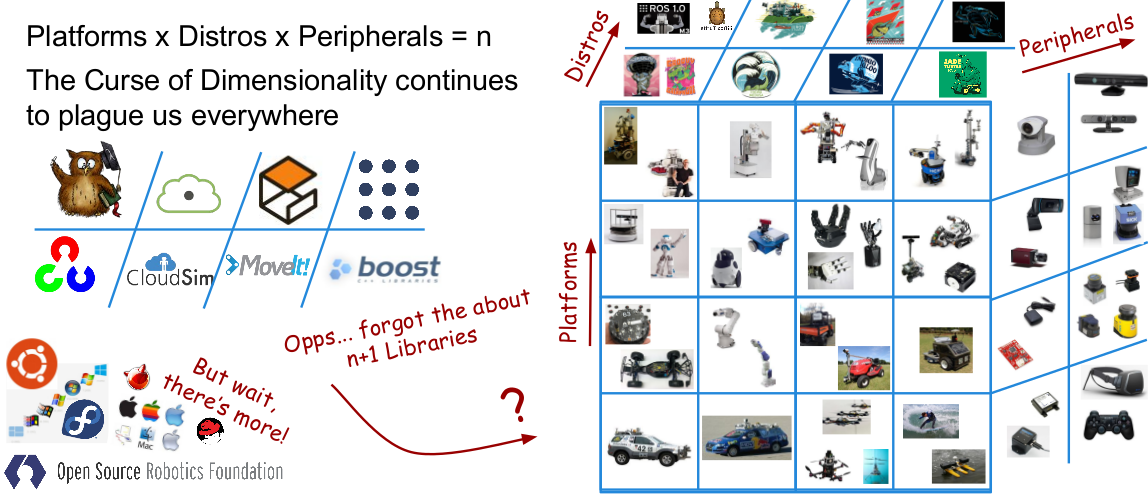 Platforms x Distros x Peripherals = n
The Curse of Dimensionality continues
to plague us everywhere
CloudSim
MoveIt!
boost
C++ LIBRARIES
Opps... forgot the about
n+1 Libraries
But wait,
there's more!
Mac
?
Open Source Robotics Foundation
Distros
ROS 1.0
Peripherals
JADE
TURTLE
Platforms